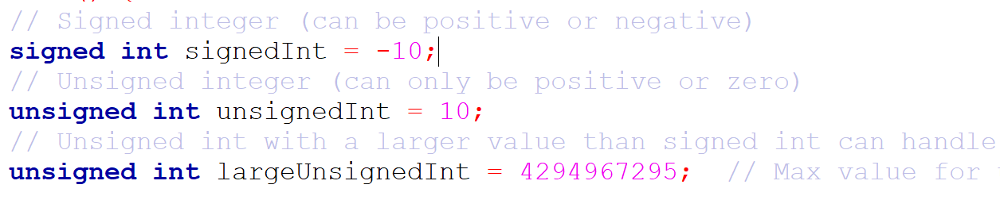 // Signed integer (can be positive or negative)
signed int signedInt = -10;
// Unsigned integer (can only be positive or zero)
unsigned int unsignedInt = 10;
// Unsigned int with a larger value than signed int can handle
unsigned int largeUnsignedInt = 4294967295;  // Max value for